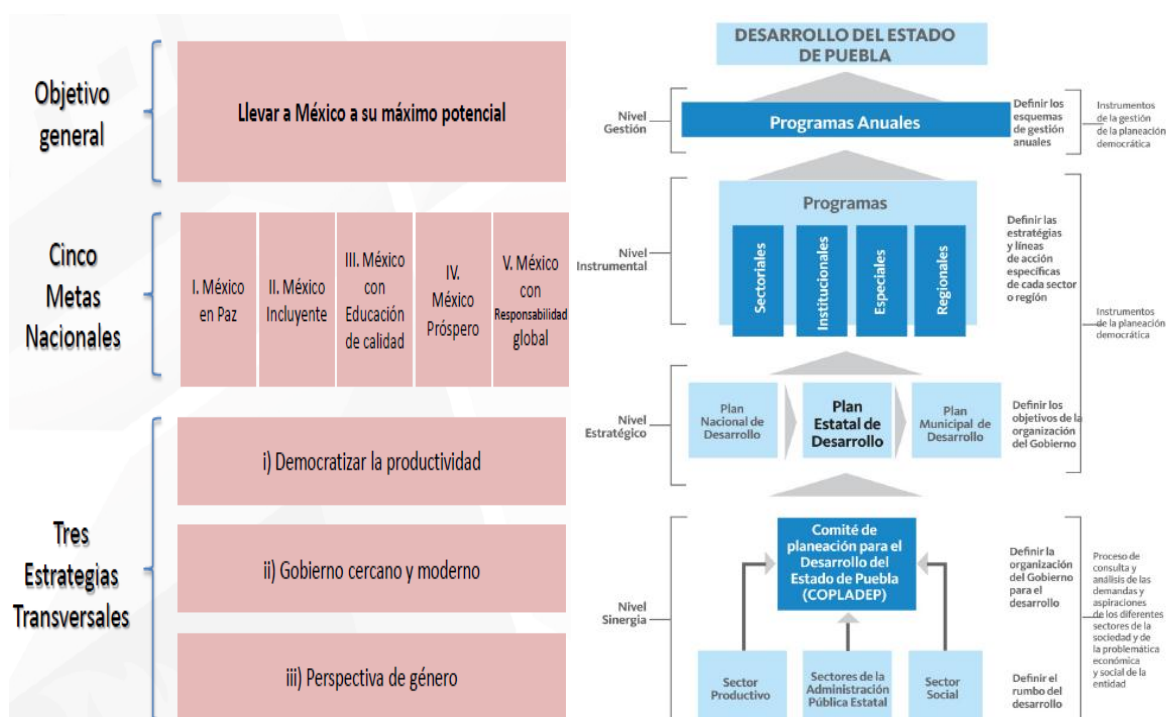 Objetivo
general
Llevar a México a su máximo potencial
Cinco
Metas
Nacionales
I. México
en Paz
II. México
Incluyente
III. México
con
Educación
de calidad
IV.
México
Próspero
V. México
con
Responsabilidad
global
Tres
Estrategias
Transversales
i) Democratizar la productividad
ii) Gobierno cercano y moderno
iii) Perspectiva de género
DESARROLLO DEL ESTADO
DE PUEBLA
Nivel
Gestión
Programas Anuales
Definir los
esquemas
de gestión
anuales
Instrumentos
de la gestión
de la planeación
democrática
Nivel
Instrumental
Programas
Sectoriales
Institucionales
Especiales
Regionales
Definir las
estratégias
y líneas
de acción
específicas
de cada sector
o región
Instrumentos
de la planeación
democrática
Nivel
Estratégico
Plan
Nacional de
Desarrollo
Plan
Estatal de
Desarrollo
Plan
Municipal de
Desarrollo
Definir los
objetivos de la
organización
del Gobierno
Nivel
Sinergia
Comité de
planeación para el
Desarrollo del
Estado de Puebla
(COPLADEP)
Definir la
organización
del Gobierno
para el
desarrollo
Proceso de
consulta y
análisis de las
demandas y
aspiraciones
de los diferentes
sectores de la
sociedad y de
la problemática
económica
y social de la
entidad
Sector
Productivo
Sectores de la
Administración
Pública Estatal
Sector
Social
Definir el
rumbo del
desarrollo